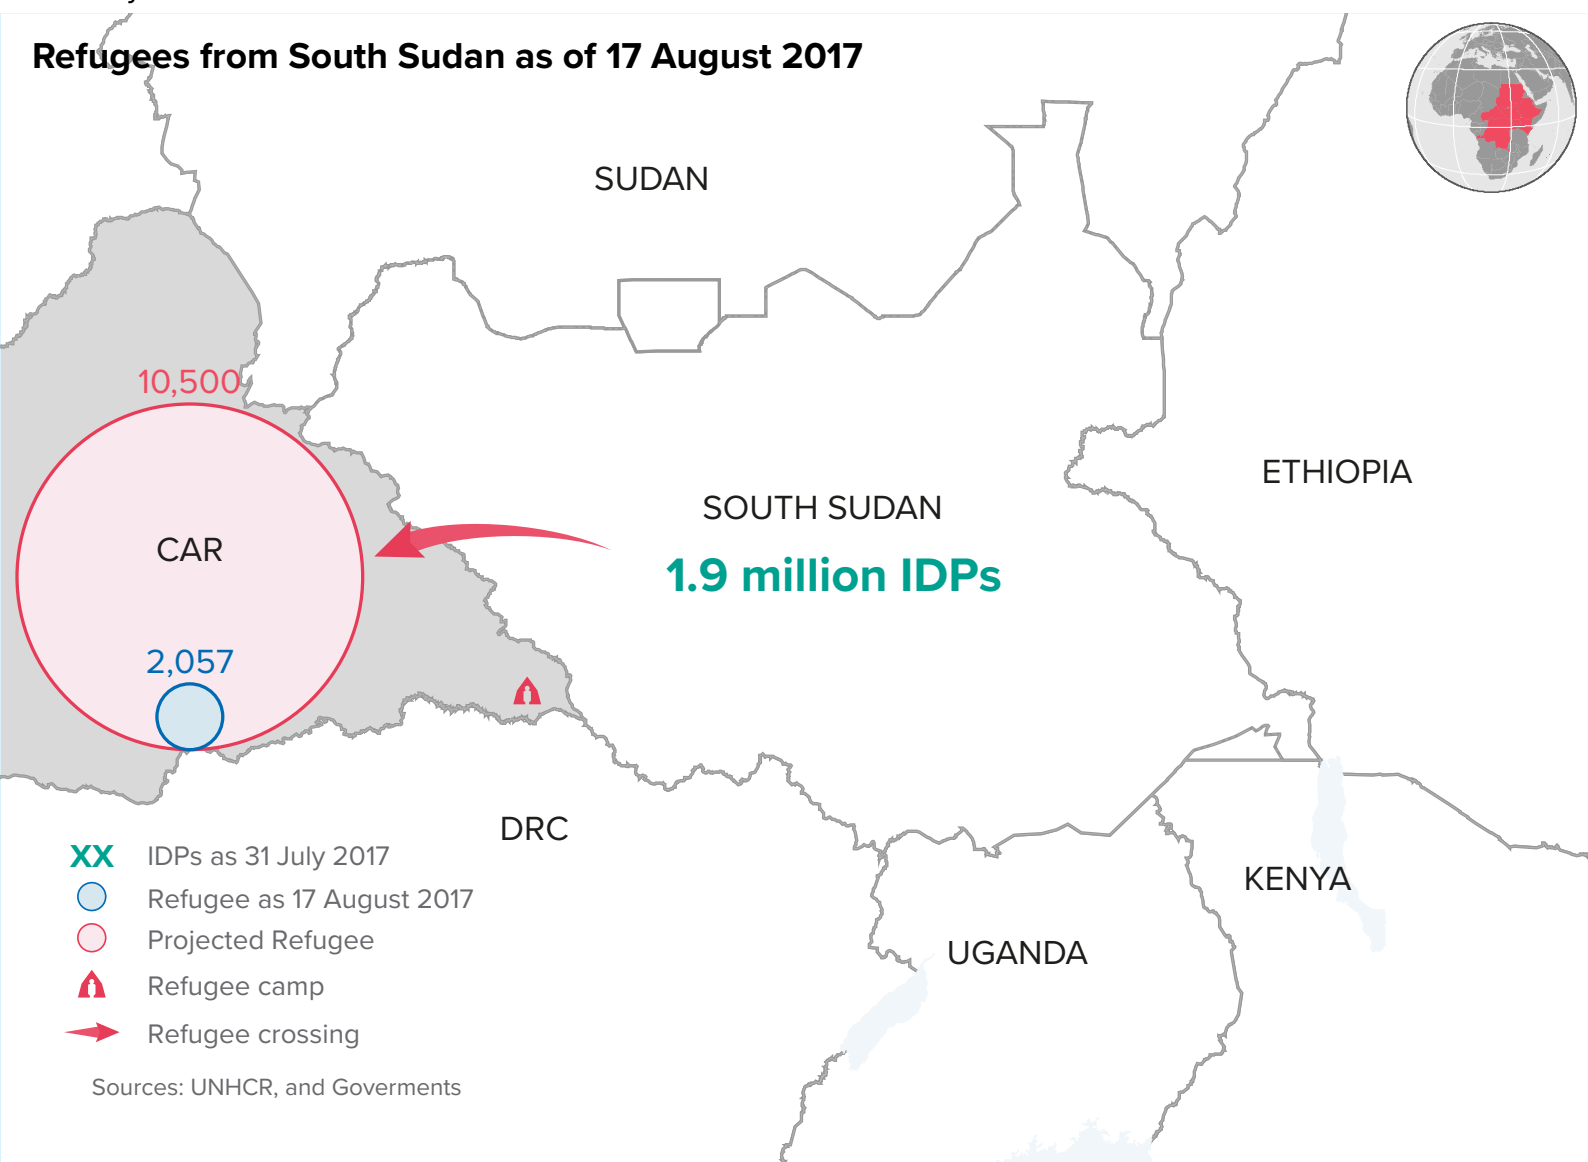 Refugees from South Sudan as of 17 August 2017
SUDAN
10,500
ETHIOPIA
SOUTH SUDAN
CAR
1.9 million IDPs
2,057
DRC
KENYA
UGANDA
XX IDPs as 31 July 2017
Refugee as 17 August 2017
Projected Refugee
Refugee camp
Refugee crossing
Sources: UNHCR, and Goverments